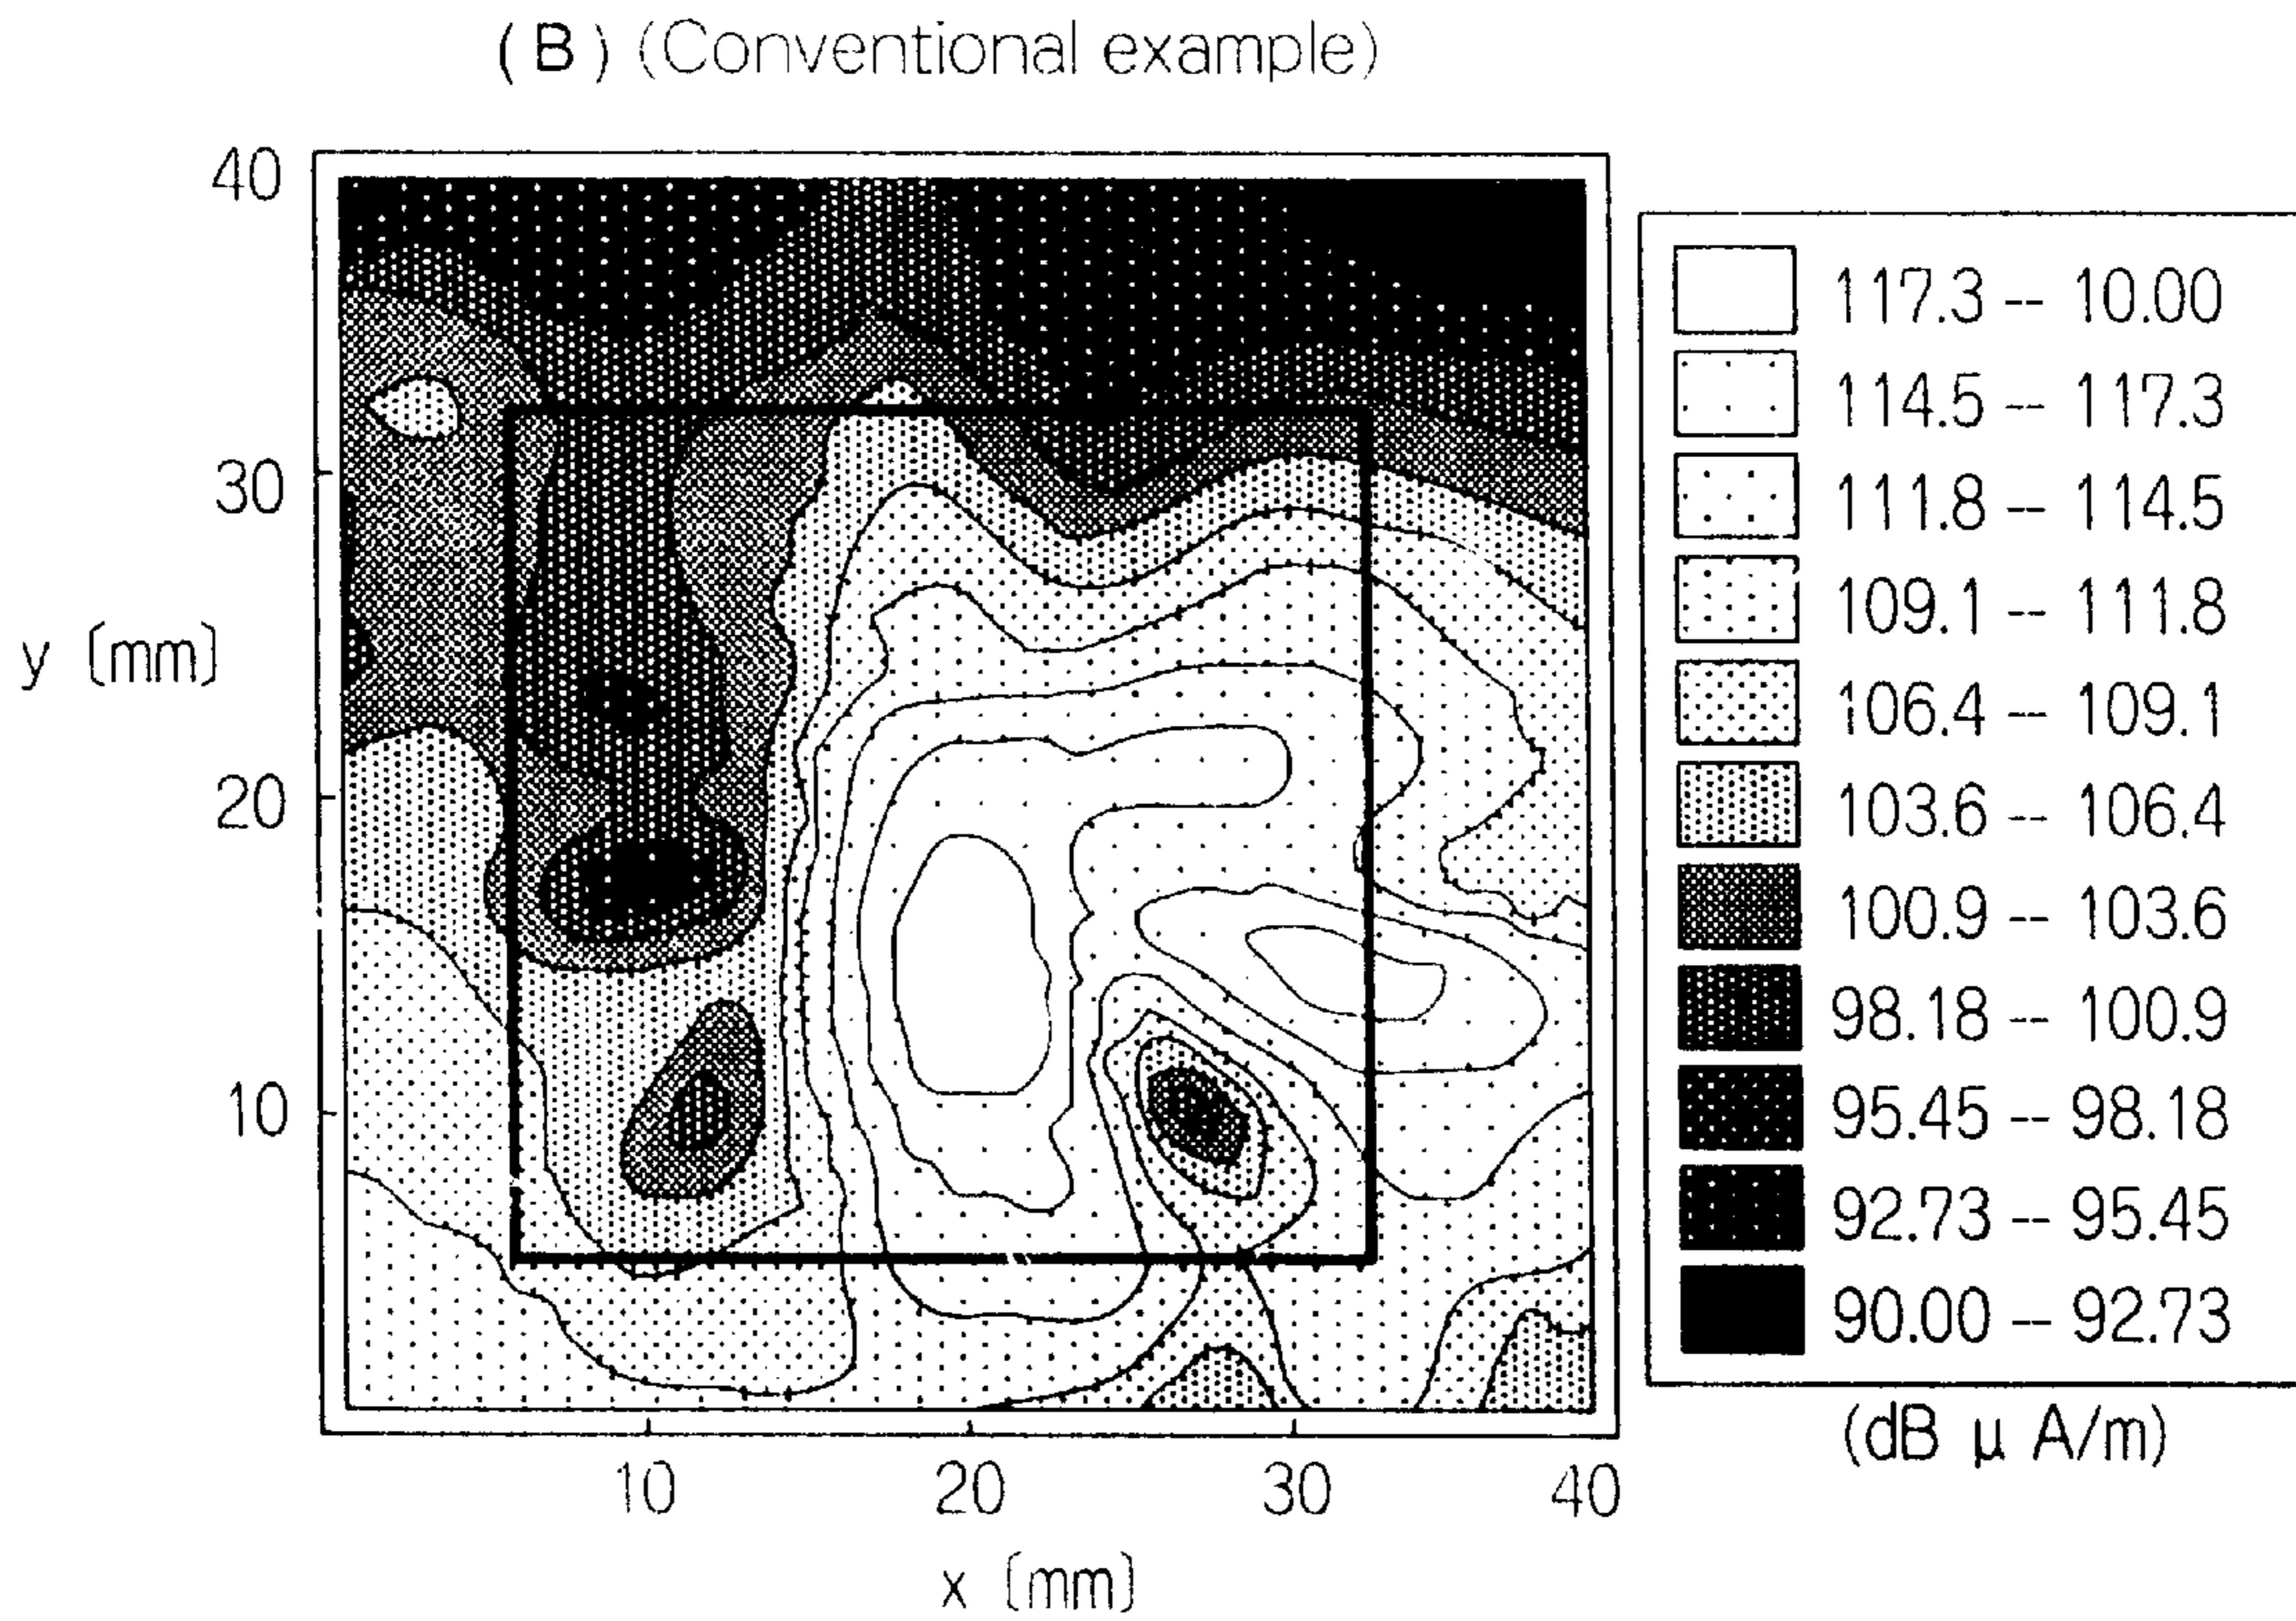 (B) (Conventional example)
40
30
y (mm)
20
10
10 20 30 40
x (mm)
117.3 -- 10.00
114.5 -- 117.3
111.8 -- 114.5
109.1 -- 111.8
106.4 -- 109.1
103.6 -- 106.4
100.9 -- 103.6
98.18 -- 100.9
95.45 -- 98.18
92.73 -- 95.45
90.00 -- 92.73
(dB μ A/m)